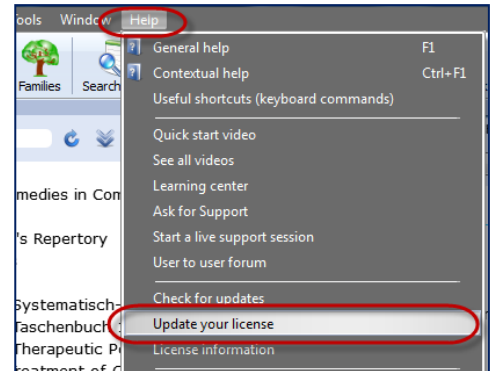 ools Window Help
General help F1
Contextual help Ctrl+F1
Useful shortcuts (keyboard commands)
Quick start video
See all videos
Learning center
Ask for Support
Start a live support session
User to user forum
Check for updates
Update your license
License information
Families Search
medies in Com
's Repertory
Systematisch-
Taschenbuch
Therapeutic P
reatment of C